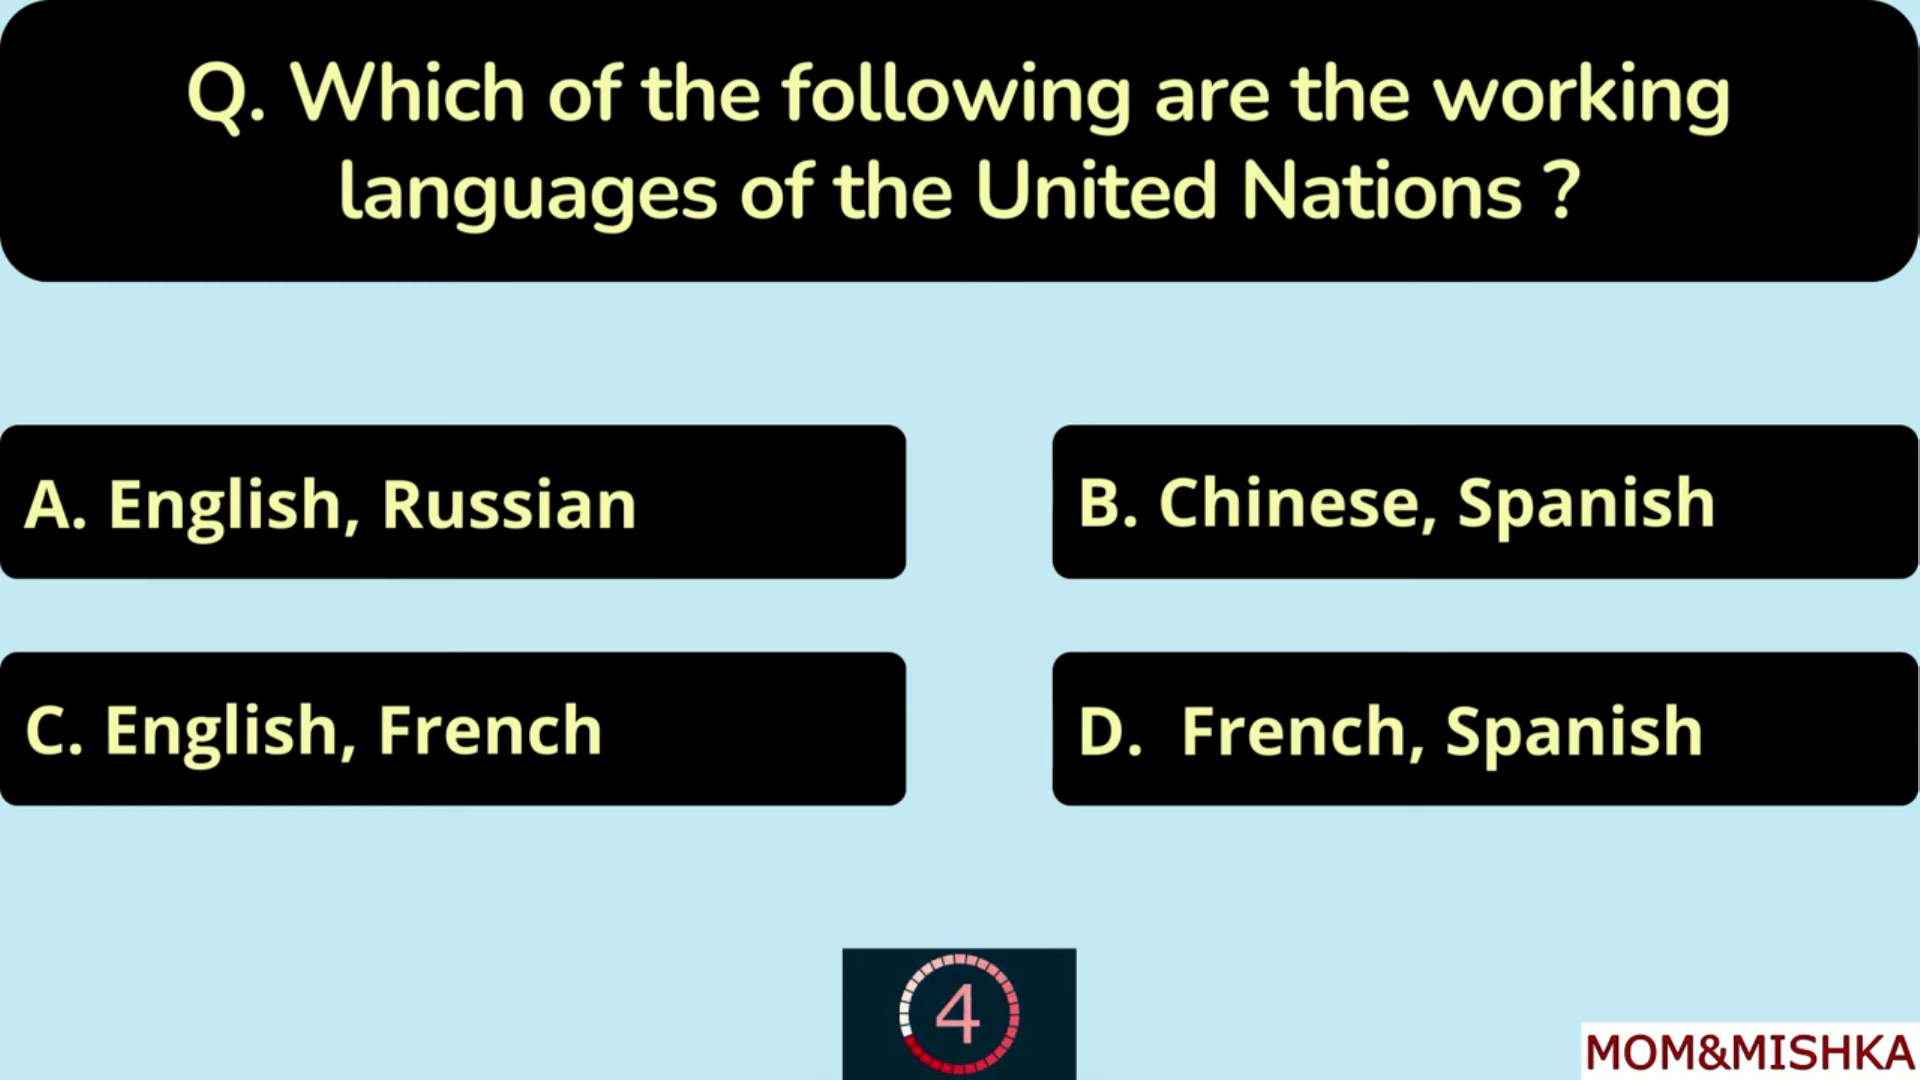 Q. Which of the following are the working
languages of the United Nations ?
A. English, Russian
B. Chinese, Spanish
C. English, French
D. French, Spanish
4
MOM&MISHKA